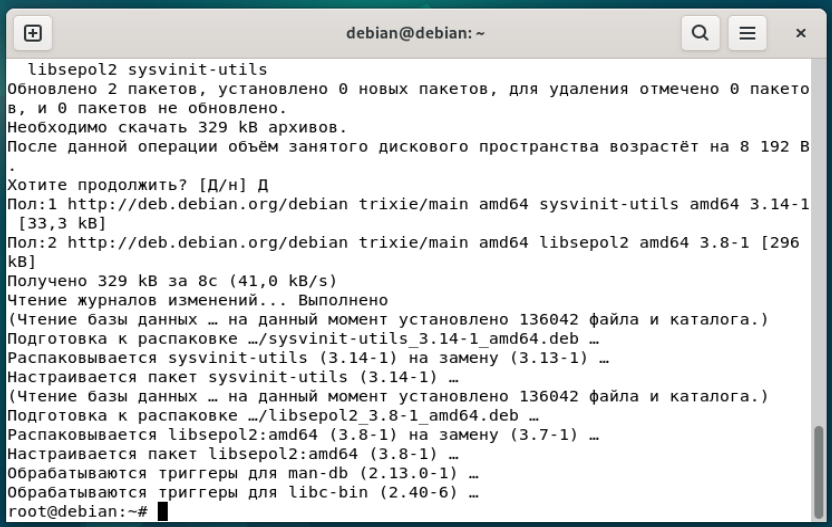 debian@debian: ~
libsepol2 sysvinit-utils
Обновлено 2 пакетов, установлено 0 новых пакетов, для удаления отмечено 0 пакето
в, и 0 пакетов не обновлено.
Необходимо скачать 329 kB архивов.
После данной операции объём занятого дискового пространства возрастёт на 8 192 B
.
Хотите продолжить? [Д/н] Д
Пол:1 http://deb.debian.org/debian trixie/main amd64 sysvinit-utils amd64 3.14-1
[33,3 kB]
Пол:2 http://deb.debian.org/debian trixie/main amd64 libsepol2 amd64 3.8-1 [296
kB]
Получено 329 kB за 8с (41,0 kB/s)
Чтение журналов изменений... Выполнено
(Чтение базы данных … на данный момент установлено 136042 файла и каталога.)
Подготовка к распаковке …/sysvinit-utils_3.14-1_amd64.deb …
Распаковывается sysvinit-utils (3.14-1) на замену (3.13-1) …
Настраивается пакет sysvinit-utils (3.14-1) …
(Чтение базы данных … на данный момент установлено 136042 файла и каталога.)
Подготовка к распаковке …/libsepol2_3.8-1_amd64.deb …
Распаковывается libsepol2:amd64 (3.8-1) на замену (3.7-1) …
Настраивается пакет libsepol2:amd64 (3.8-1) …
Обрабатываются триггеры для man-db (2.13.0-1) …
Обрабатываются триггеры для libc-bin (2.40-6) …
root@debian:~#